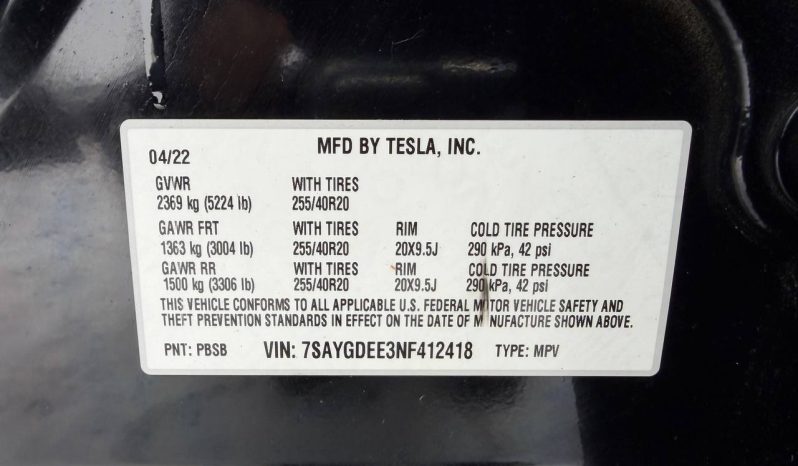 MFD BY TESLA, INC.
04/22
GVWR WITH TIRES
2369 kg (5224 lb) 255/40R20
GAWR FRT WITH TIRES RIM COLD TIRE PRESSURE
1363 kg (3004 lb) 255/40R20 20X9.5J 290 kPa, 42 psi
GAWR RR WITH TIRES RIM COLD TIRE PRESSURE
1500 kg (3306 lb) 255/40R20 20X9.5J 290 kPa, 42 psi
THIS VEHICLE CONFORMS TO ALL APPLICABLE U.S. FEDERAL MOTOR VEHICLE SAFETY AND
THEFT PREVENTION STANDARDS IN EFFECT ON THE DATE OF MANUFACTURE SHOWN ABOVE.
PNT: PBSB VIN: 7SAYGDEE3NF412418 TYPE: MPV